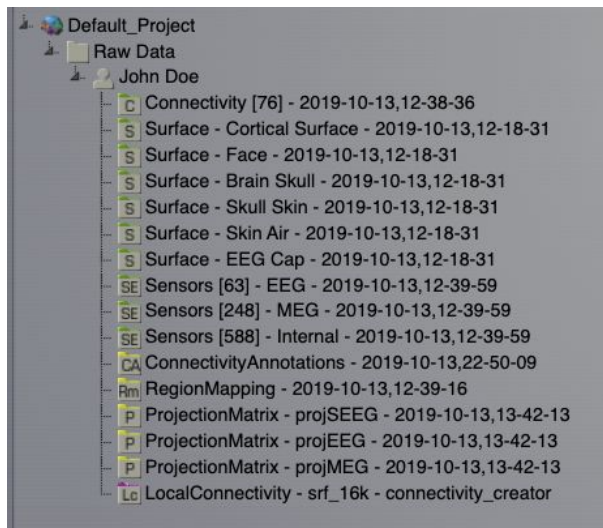 Default_Project
Raw Data
John Doe
C Connectivity [76] - 2019-10-13,12-38-36
S Surface - Cortical Surface - 2019-10-13,12-18-31
S Surface - Face - 2019-10-13,12-18-31
S Surface - Brain Skull - 2019-10-13,12-18-31
S Surface - Skull Skin - 2019-10-13,12-18-31
S Surface - Skin Air - 2019-10-13,12-18-31
S Surface - EEG Cap - 2019-10-13,12-18-31
SE Sensors [63] - EEG - 2019-10-13,12-39-59
SE Sensors [248] - MEG - 2019-10-13,12-39-59
SE Sensors [588] - Internal - 2019-10-13,12-39-59
CA ConnectivityAnnotations - 2019-10-13,22-50-09
Rm RegionMapping - 2019-10-13,12-39-16
P ProjectionMatrix - projSEEG - 2019-10-13,13-42-13
P ProjectionMatrix - projEEG - 2019-10-13,13-42-13
P ProjectionMatrix - projMEG - 2019-10-13,13-42-13
Lc LocalConnectivity - srf_16k - connectivity_creator